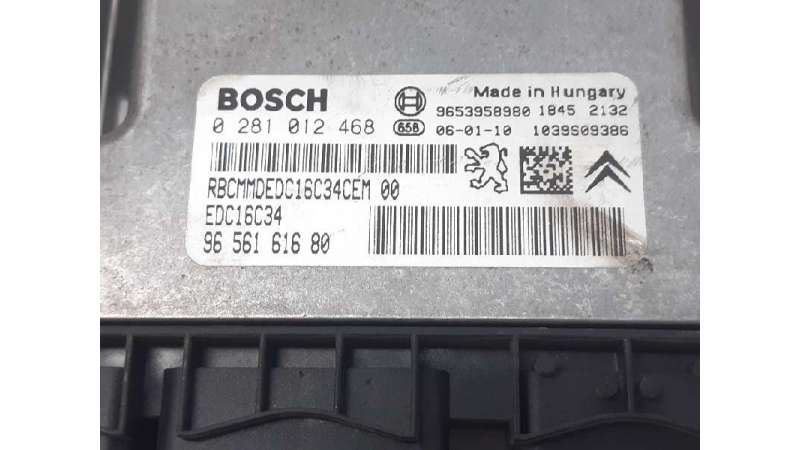 BOSCH
Made in Hungary
9653958980 1845 2132
0 281 012 468
658 06-01-10 1039S09386
RBCMMDEDC16C34CEM 00
EDC16C34
96 561 616 80